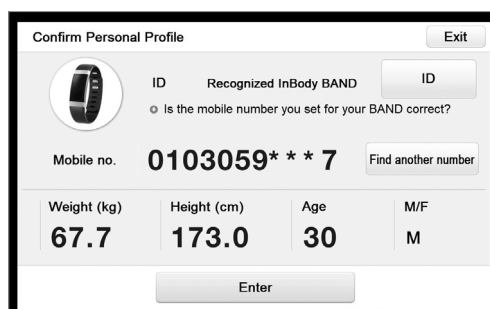 Confirm Personal Profile Exit
ID Recognized InBody BAND ID
Is the mobile number you set for your BAND correct?
Mobile no. 0103059* * * 7 Find another number
Weight (kg) Height (cm) Age M/F
67.7 173.0 30 M
Enter